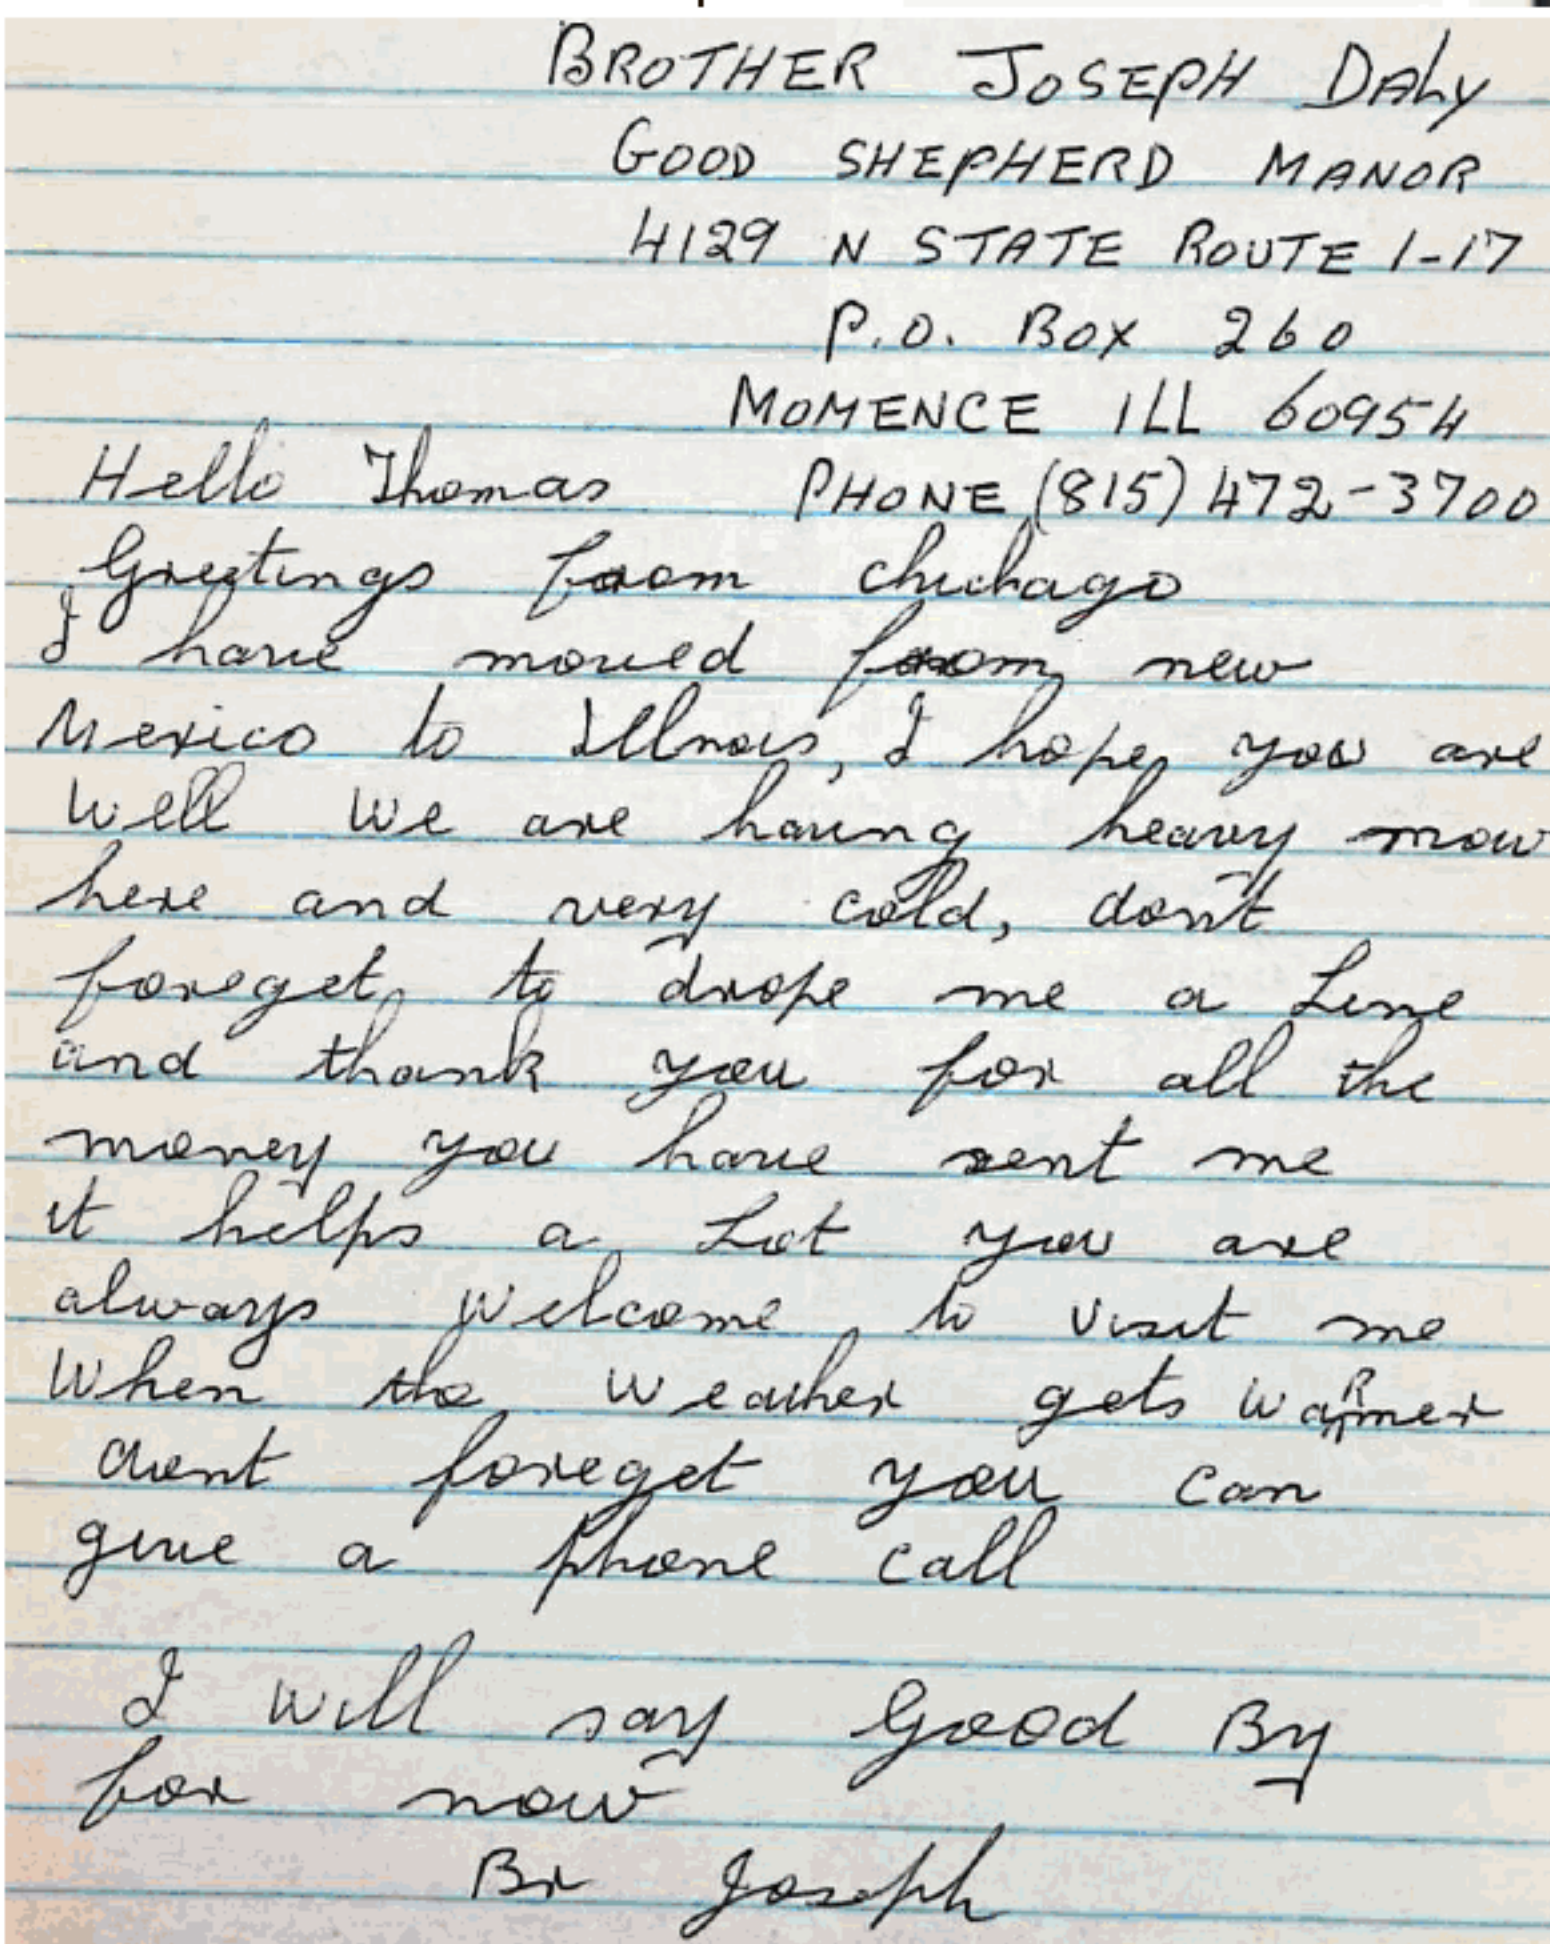 BROTHER JOSEPH DALY
GOOD SHEPHERD MANOR
4129 N STATE ROUTE 1-17
P.O. BOX 260
MOMENCE ILL 60954
Hello Thomas PHONE (815) 472-3700
Greetings from chichago
I have moved from new
Mexico to Illnois, I hope you are
well We are having heavy snow
here and very cold, don't
foreget to drope me a Line
and thank you for all the
money you have sent me
it helps a Lot you are
always welcome to visit me
When the weather gets waRmer
dont foreget you can
give a phone call
I will say Good By
for now
Br Joseph